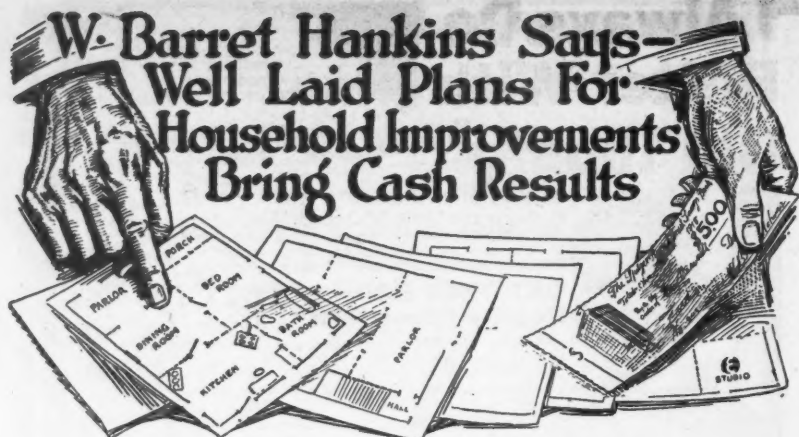 W. Barret Hankins Says—
Well Laid Plans For
Household Improvements
Bring Cash Results
PORCH
PARLOR
BED
ROOM
DINING
ROOM
BATH
ROOM
KITCHEN
PARLOR
HALL
The
$500
STUDIO